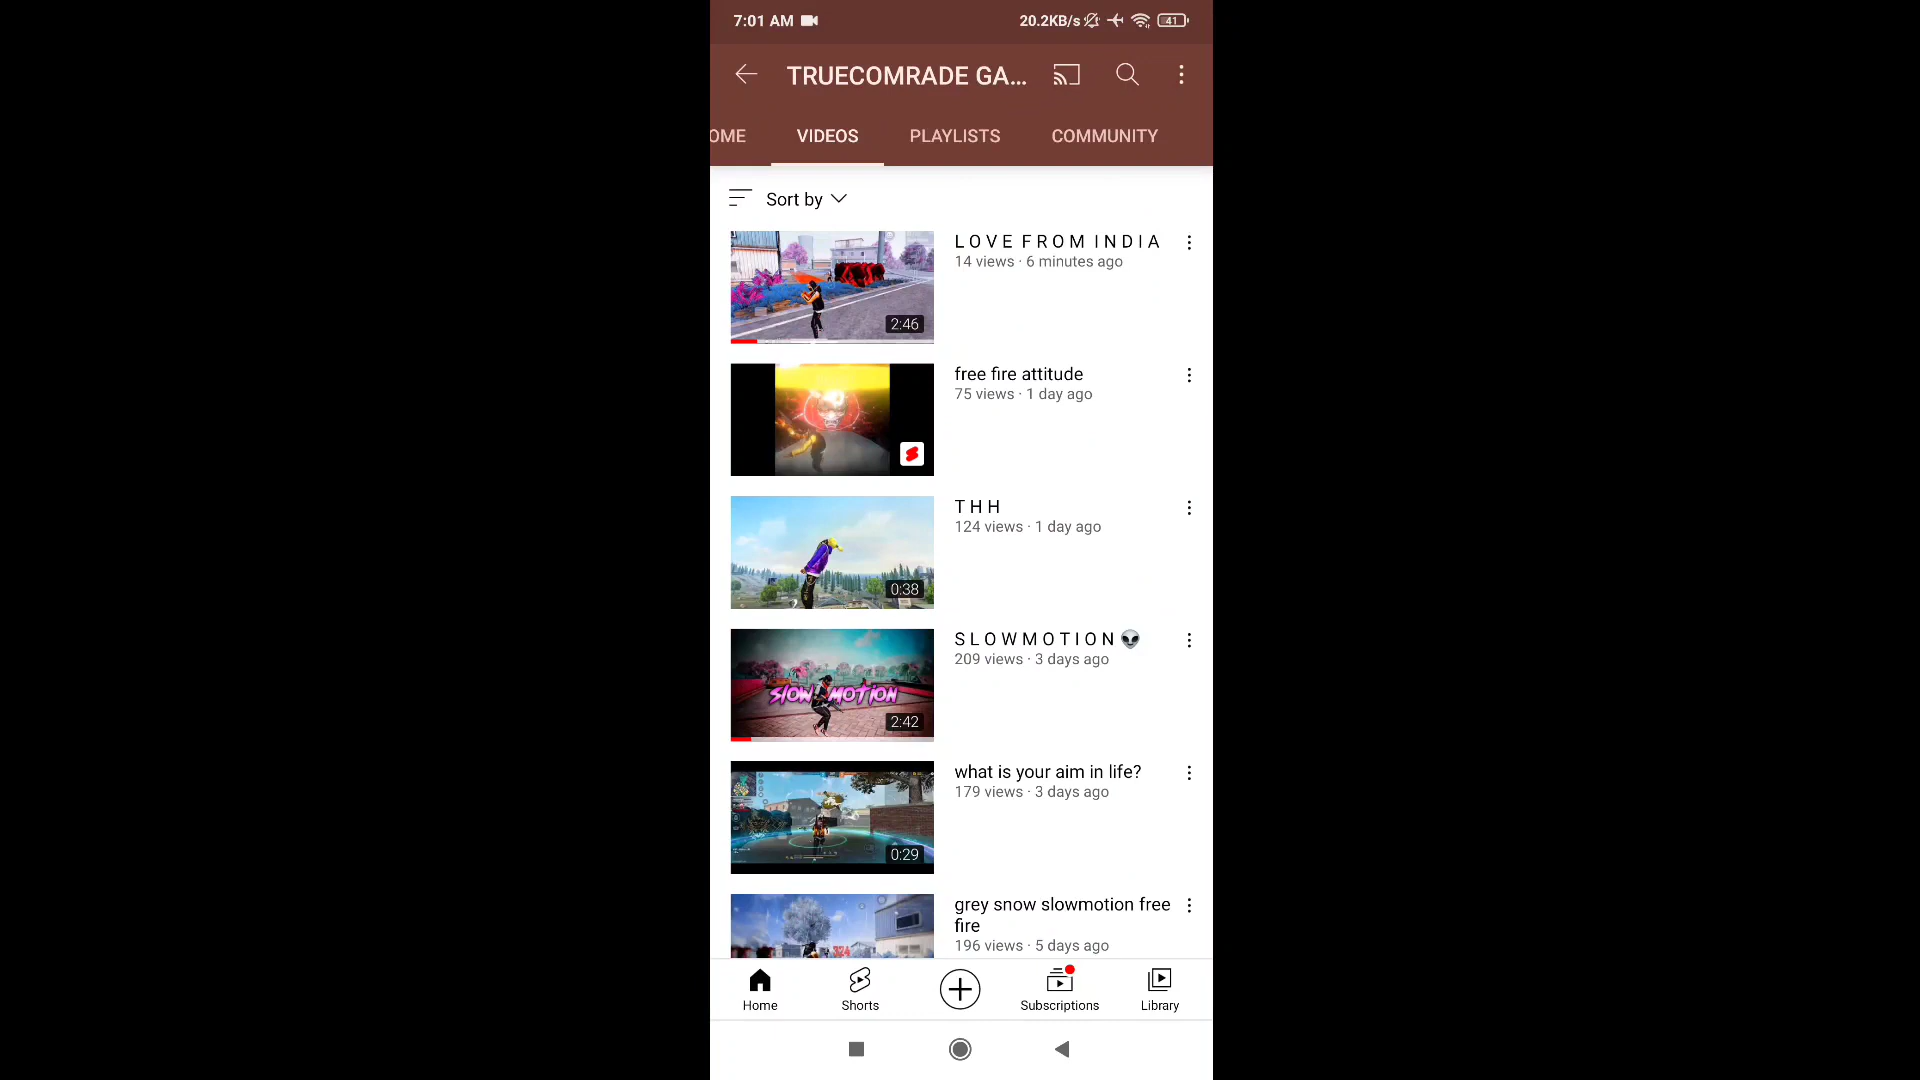 7:01 AM
20.2KB/s
41
TRUECOMRADE GA...
OME
VIDEOS
PLAYLISTS
COMMUNITY
Sort by
L O V E F R O M I N D I A
14 views · 6 minutes ago
2:46
free fire attitude
75 views · 1 day ago
T H H
124 views · 1 day ago
0:38
S L O W M O T I O N 👽
209 views · 3 days ago
SLOW MOTION
2:42
what is your aim in life?
179 views · 3 days ago
0:29
grey snow slowmotion free
fire
196 views · 5 days ago
324
Home
Shorts
Subscriptions
Library